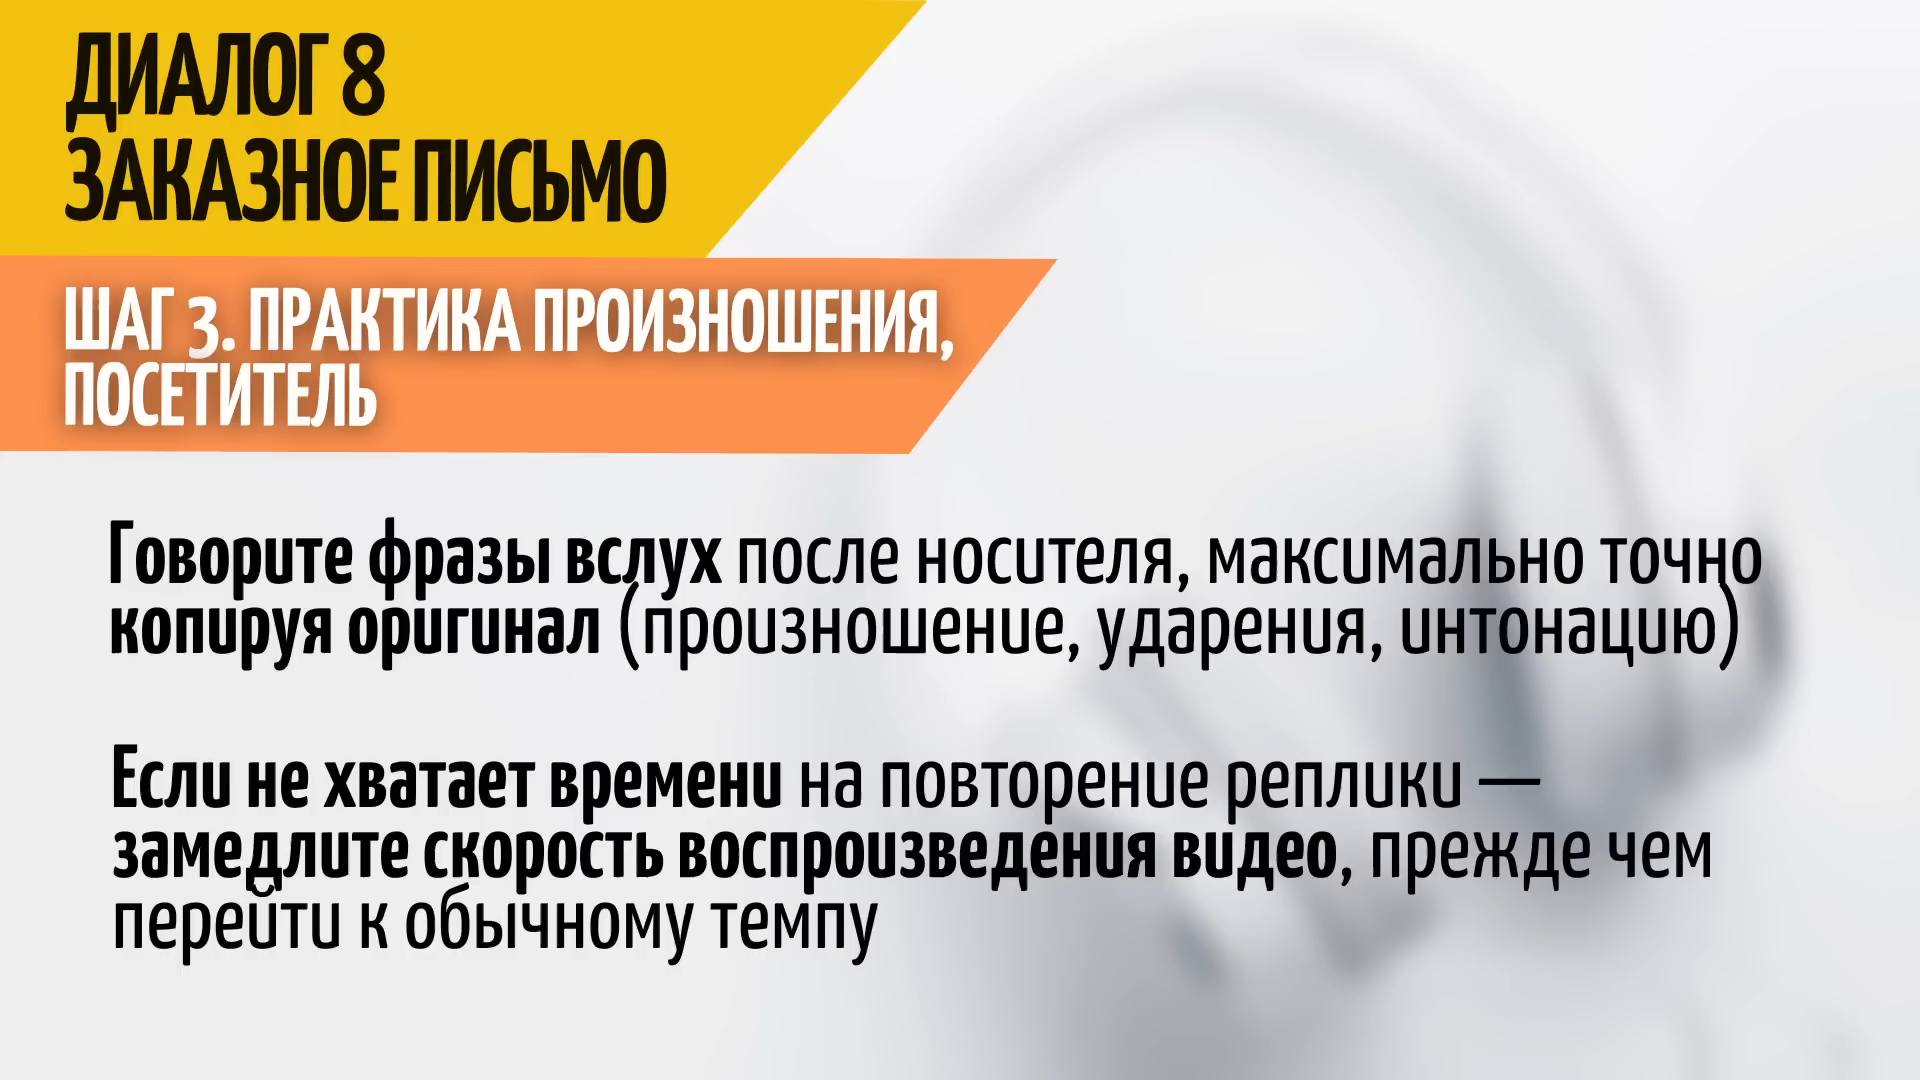 ДИАЛОГ 8
ЗАКАЗНОЕ ПИСЬМО
ШАГ 3. ПРАКТИКА ПРОИЗНОШЕНИЯ,
ПОСЕТИТЕЛЬ
Говорите фразы вслух после носителя, максимально точно
копируя оригинал (произношение, ударения, интонацию)
Если не хватает времени на повторение реплики —
замедлите скорость воспроизведения видео, прежде чем
перейти к обычному темпу